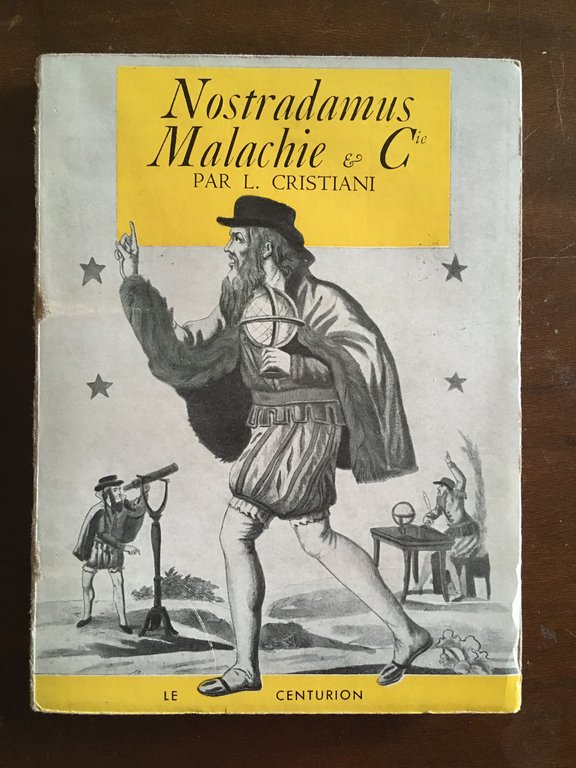 Nostradamus
Malachie & Cie
PAR L. CRISTIANI
LE CENTURION